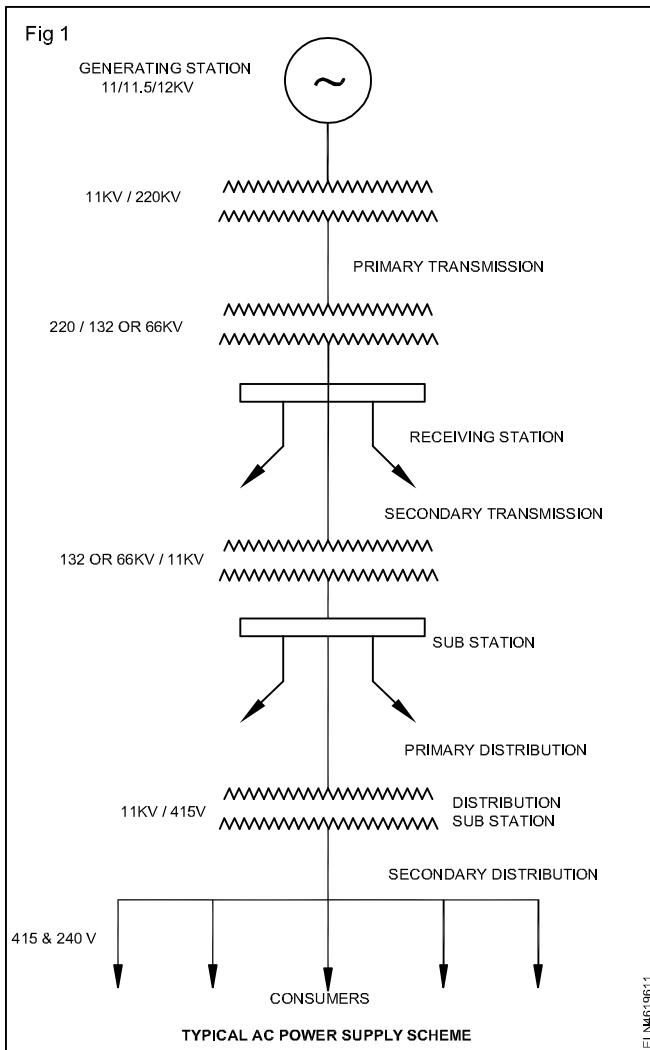 Fig 1
GENERATING STATION
11/11.5/12KV
~
11KV / 220KV
PRIMARY TRANSMISSION
220 / 132 OR 66KV
RECEIVING STATION
SECONDARY TRANSMISSION
132 OR 66KV / 11KV
SUB STATION
PRIMARY DISTRIBUTION
11KV / 415V
DISTRIBUTION
SUB STATION
SECONDARY DISTRIBUTION
415 & 240 V
CONSUMERS
TYPICAL AC POWER SUPPLY SCHEME